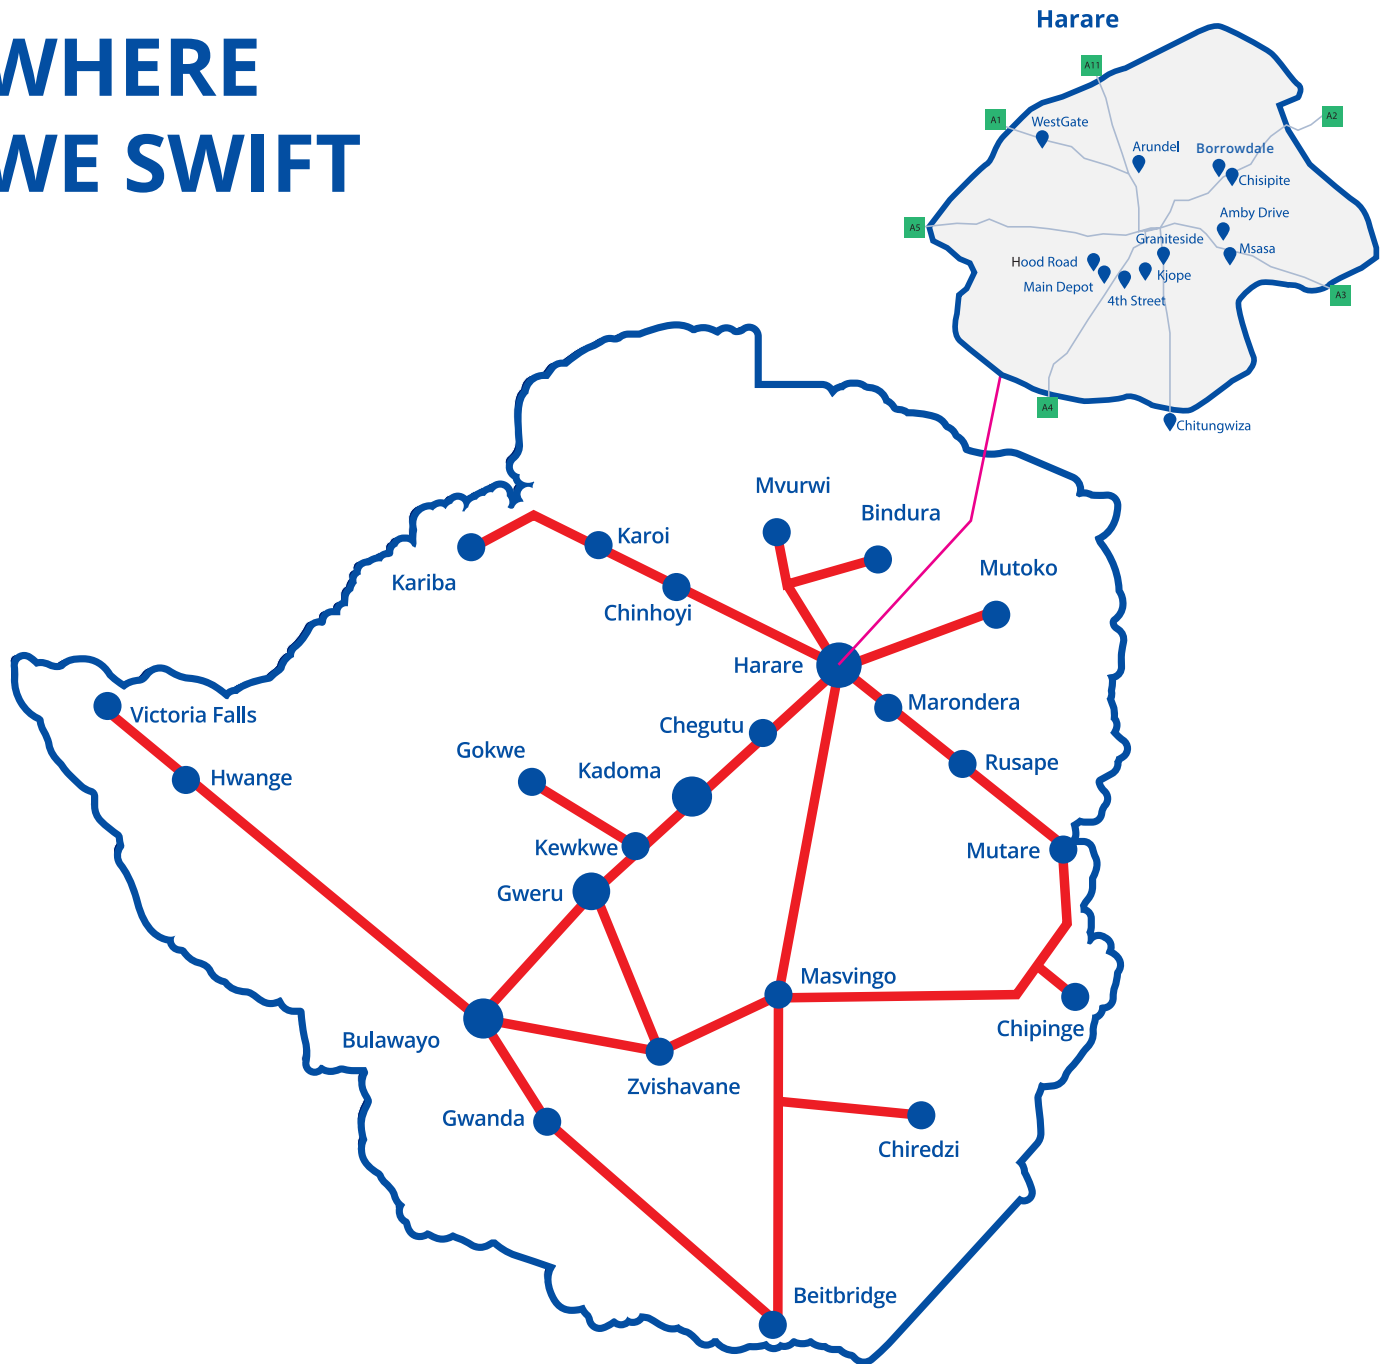 WHERE
WE SWIFT
Harare
A11
A1
A2
WestGate
Arundel
Borrowdale
Chisipite
Amby Drive
A5
Graniteside
Msasa
Hood Road
Kjope
Main Depot
4th Street
A3
A4
Chitungwiza
Mvurwi
Bindura
Karoi
Kariba
Mutoko
Chinhoyi
Harare
Marondera
Victoria Falls
Chegutu
Gokwe
Kadoma
Rusape
Hwange
Kewkwe
Mutare
Gweru
Masvingo
Chipinge
Bulawayo
Zvishavane
Gwanda
Chiredzi
Beitbridge